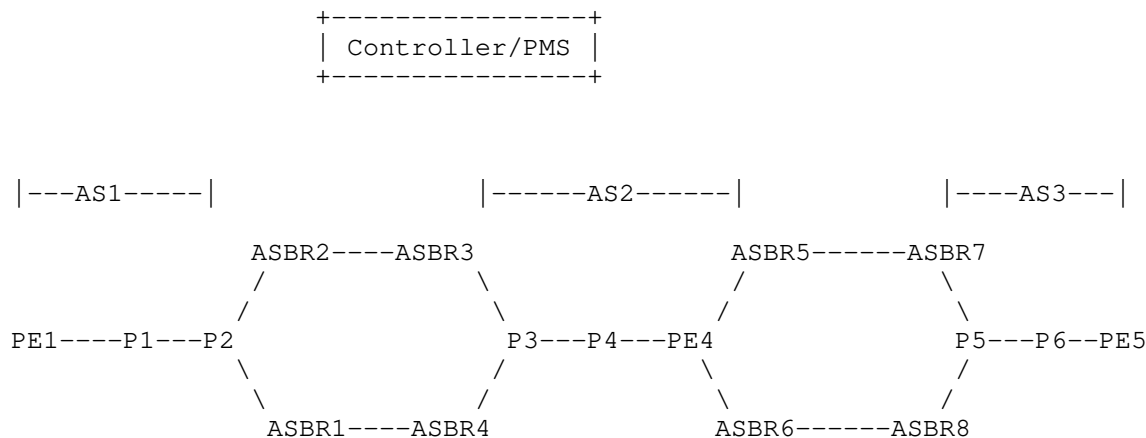 +----------------+
| Controller/PMS |
+----------------+
|---AS1-----| |------AS2------| |----AS3---|
ASBR2----ASBR3 ASBR5------ASBR7
/ \ / \
/ \ / \
PE1----P1---P2 P3---P4---PE4 P5---P6--PE5
\ / \ /
\ / \ /
ASBR1----ASBR4 ASBR6------ASBR8